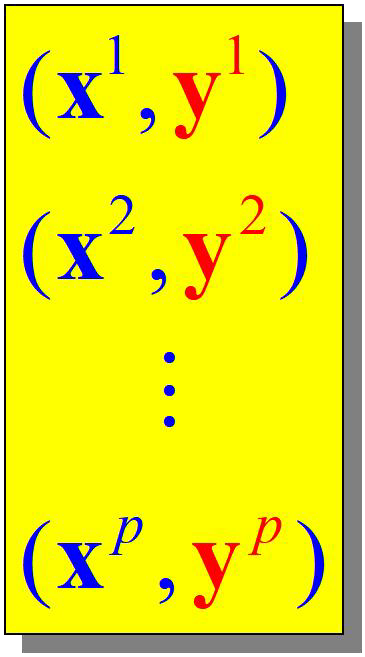 (x¹, y¹)
(x², y²)
⋮
(xᵖ, yᵖ)